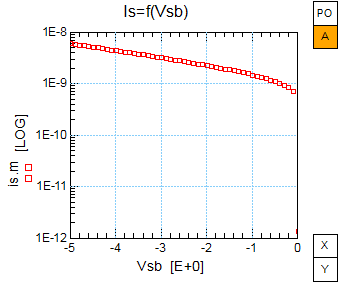 Is=f(Vsb)
PO
A
1E-8
1E-9
1E-10
1E-11
1E-12
is.m [LOG]
-5 -4 -3 -2 -1 0
Vsb [E+0]
X
Y